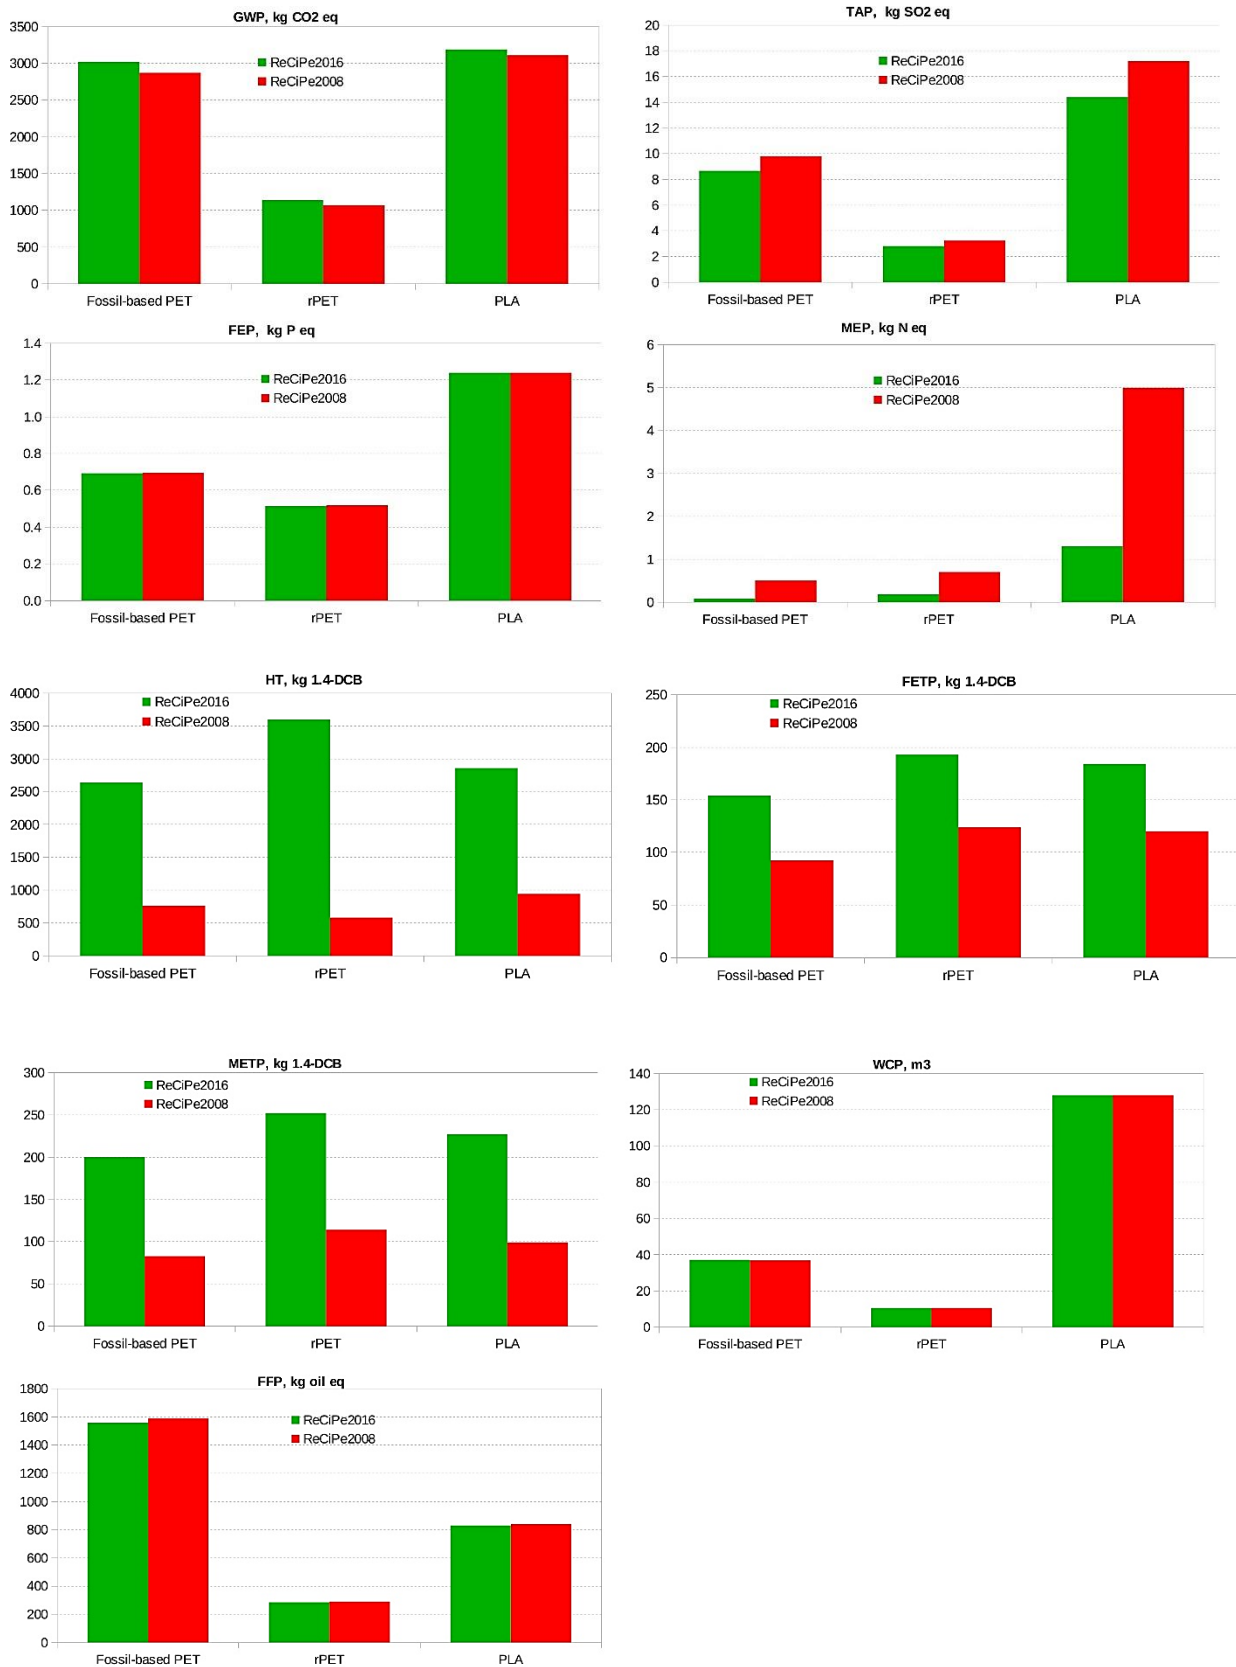 GWP, kg CO2 eq
3500
3000
2500
2000
1500
1000
500
0
ReCiPe2016
ReCiPe2008
Fossil-based PET rPET PLA
TAP, kg SO2 eq
20
18
16
14
12
10
8
6
4
2
0
ReCiPe2016
ReCiPe2008
Fossil-based PET rPET PLA
FEP, kg P eq
1.4
1.2
1.0
0.8
0.6
0.4
0.2
0.0
ReCiPe2016
ReCiPe2008
Fossil-based PET rPET PLA
MEP, kg N eq
6
5
4
3
2
1
0
ReCiPe2016
ReCiPe2008
Fossil-based PET rPET PLA
HT, kg 1.4-DCB
4000
3500
3000
2500
2000
1500
1000
500
0
ReCiPe2016
ReCiPe2008
Fossil-based PET rPET PLA
FETP, kg 1.4-DCB
250
200
150
100
50
0
ReCiPe2016
ReCiPe2008
Fossil-based PET rPET PLA
METP, kg 1.4-DCB
300
250
200
150
100
50
0
ReCiPe2016
ReCiPe2008
Fossil-based PET rPET PLA
WCP, m3
140
120
100
80
60
40
20
0
ReCiPe2016
ReCiPe2008
Fossil-based PET rPET PLA
FFP, kg oil eq
1800
1600
1400
1200
1000
800
600
400
200
0
ReCiPe2016
ReCiPe2008
Fossil-based PET rPET PLA